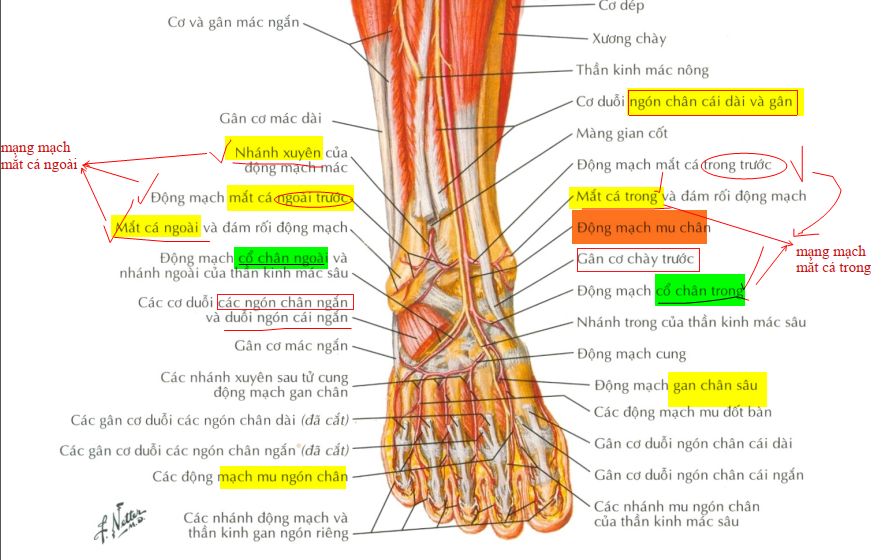 Cơ và gân mác ngắn
Gân cơ mác dài
mạng mạch
mắt cá ngoài
Nhánh xuyên của
động mạch mác
Động mạch mắt cá ngoài trước
Mắt cá ngoài và đám rối động mạch
Động mạch cổ chân ngoài và
nhánh ngoài của thần kinh mác sâu
Các cơ duỗi các ngón chân ngắn
và duỗi ngón cái ngắn
Gân cơ mác ngắn
Các nhánh xuyên sau từ cung
động mạch gan chân
Các gân cơ duỗi các ngón chân dài (đã cắt)
Các gân cơ duỗi các ngón chân ngắn (đã cắt)
Các động mạch mu ngón chân
Các nhánh động mạch và
thần kinh gan ngón riêng
F. Netter
M.D.
Cơ dép
Xương chày
Thần kinh mác nông
Cơ duỗi ngón chân cái dài và gân
Màng gian cốt
Động mạch mắt cá trong trước
Mắt cá trong và đám rối động mạch
Động mạch mu chân
mạng mạch
mắt cá trong
Gân cơ chày trước
Động mạch cổ chân trong
Nhánh trong của thần kinh mác sâu
Động mạch cung
Động mạch gan chân sâu
Các động mạch mu đốt bàn
Gân cơ duỗi ngón chân cái dài
Gân cơ duỗi ngón chân cái ngắn
Các nhánh mu ngón chân
của thần kinh mác sâu